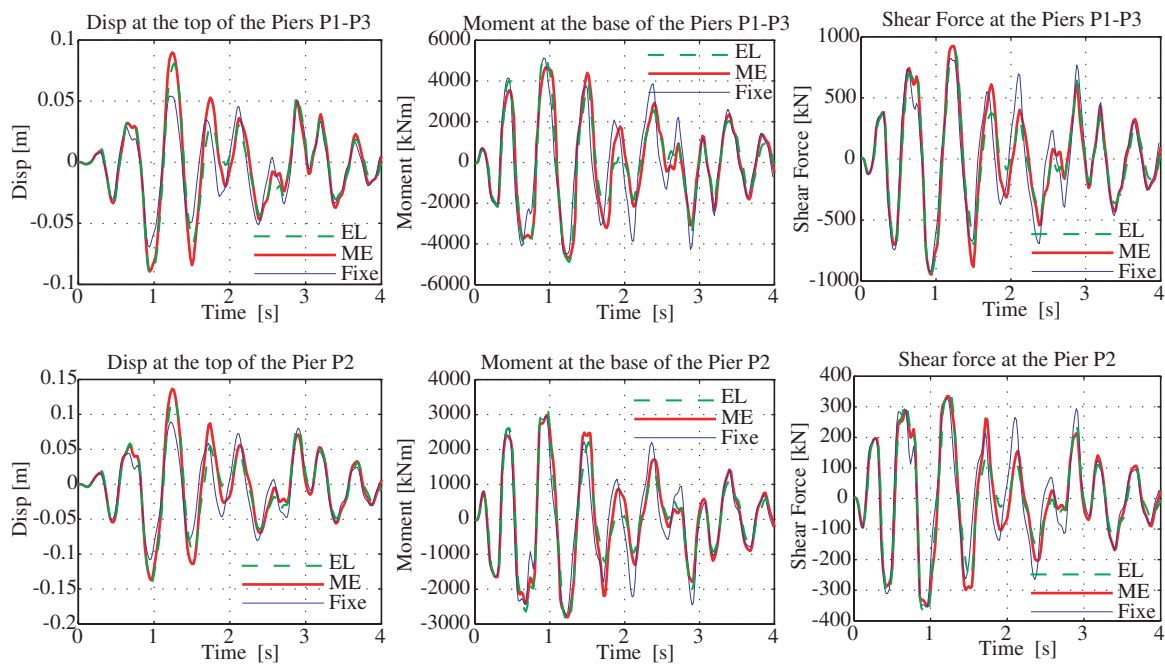 Disp at the top of the Piers P1-P3
0.1
0.05
0
-0.05
-0.1
Disp [m]
EL
ME
Fixe
0 1 2 3 4
Time [s]
Moment at the base of the Piers P1-P3
6000
4000
2000
0
-2000
-4000
-6000
Moment [kNm]
EL
ME
Fixe
0 1 2 3 4
Time [s]
Shear Force at the Piers P1-P3
1000
500
0
-500
-1000
Shear Force [kN]
EL
ME
Fixe
0 1 2 3 4
Time [s]
Disp at the top of the Pier P2
0.15
0.1
0.05
0
-0.05
-0.1
-0.15
-0.2
Disp [m]
EL
ME
Fixe
0 1 2 3 4
Time [s]
Moment at the base of the Pier P2
3000
2000
1000
0
-1000
-2000
-3000
Moment [kNm]
EL
ME
Fixe
0 1 2 3 4
Time [s]
Shear force at the Pier P2
400
300
200
100
0
-100
-200
-300
-400
Shear Force [kN]
EL
ME
Fixe
0 1 2 3 4
Time [s]